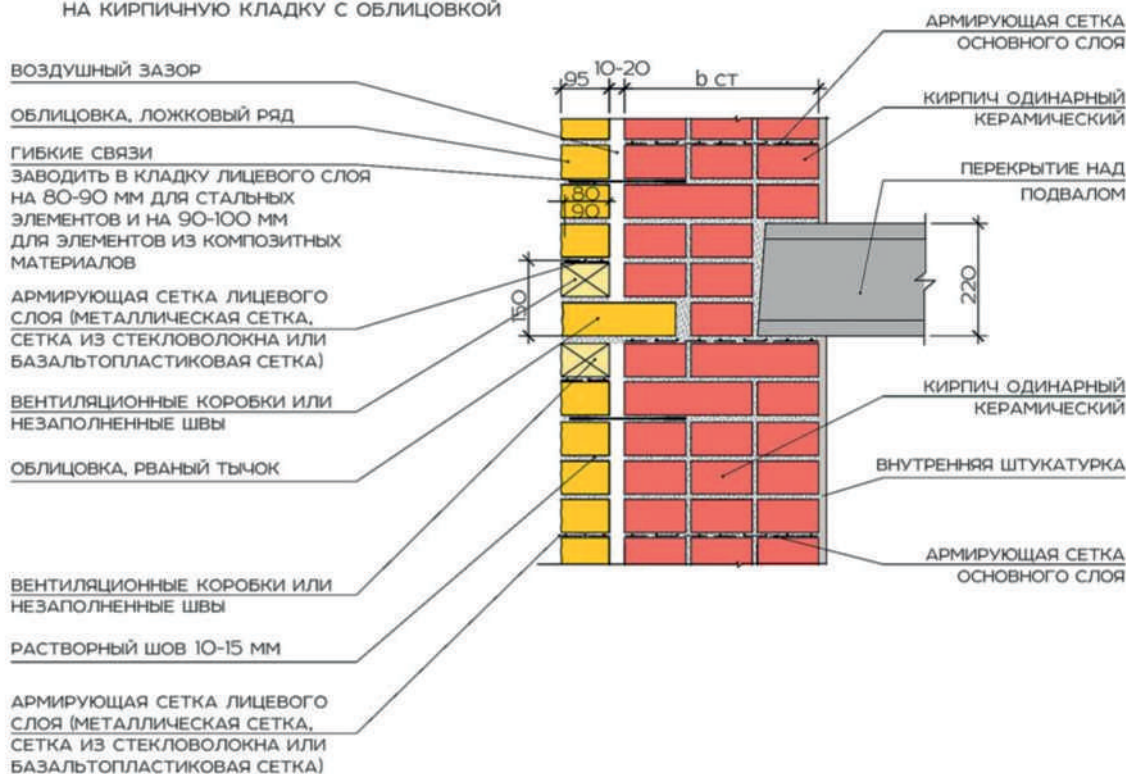 НА КИРПИЧНУЮ КЛАДКУ С ОБЛИЦОВКОЙ
ВОЗДУШНЫЙ ЗАЗОР
ОБЛИЦОВКА, ЛОЖКОВЫЙ РЯД
ГИБКИЕ СВЯЗИ
ЗАВОДИТЬ В КЛАДКУ ЛИЦЕВОГО СЛОЯ
НА 80-90 ММ ДЛЯ СТАЛЬНЫХ
ЭЛЕМЕНТОВ И НА 90-100 ММ
ДЛЯ ЭЛЕМЕНТОВ ИЗ КОМПОЗИТНЫХ
МАТЕРИАЛОВ
АРМИРУЮЩАЯ СЕТКА ЛИЦЕВОГО
СЛОЯ (МЕТАЛЛИЧЕСКАЯ СЕТКА,
СЕТКА ИЗ СТЕКЛОВОЛОКНА ИЛИ
БАЗАЛЬТОПЛАСТИКОВАЯ СЕТКА)
ВЕНТИЛЯЦИОННЫЕ КОРОБКИ ИЛИ
НЕЗАПОЛНЕННЫЕ ШВЫ
ОБЛИЦОВКА, РВАНЫЙ ТЫЧОК
ВЕНТИЛЯЦИОННЫЕ КОРОБКИ ИЛИ
НЕЗАПОЛНЕННЫЕ ШВЫ
РАСТВОРНЫЙ ШОВ 10-15 ММ
АРМИРУЮЩАЯ СЕТКА ЛИЦЕВОГО
СЛОЯ (МЕТАЛЛИЧЕСКАЯ СЕТКА,
СЕТКА ИЗ СТЕКЛОВОЛОКНА ИЛИ
БАЗАЛЬТОПЛАСТИКОВАЯ СЕТКА)
95
10-20
b СТ
80
90
150
220
АРМИРУЮЩАЯ СЕТКА
ОСНОВНОГО СЛОЯ
КИРПИЧ ОДИНАРНЫЙ
КЕРАМИЧЕСКИЙ
ПЕРЕКРЫТИЕ НАД
ПОДВАЛОМ
КИРПИЧ ОДИНАРНЫЙ
КЕРАМИЧЕСКИЙ
ВНУТРЕННЯЯ ШТУКАТУРКА
АРМИРУЮЩАЯ СЕТКА
ОСНОВНОГО СЛОЯ